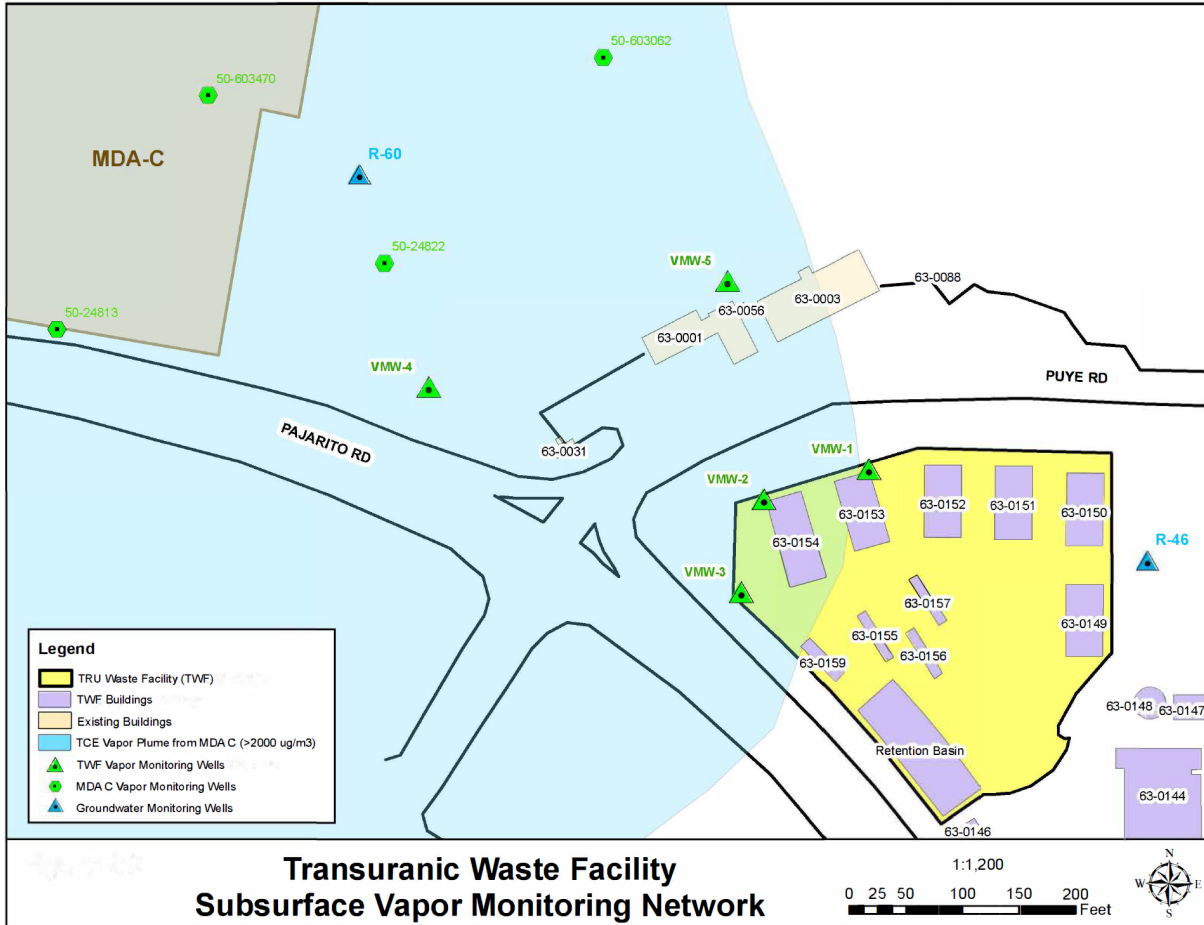 50-603062
50-603470
MDA-C
R-60
50-24822
VMW-5
63-0088
63-0003
63-0056
50-24813
63-0001
VMW-4
PUYE RD
PAJARITO RD
63-0031
VMW-1
VMW-2
63-0152
63-0151
63-0150
63-0153
63-0154
R-46
VMW-3
63-0157
63-0149
63-0155
63-0156
63-0159
63-0148
63-0147
Retention Basin
63-0144
63-0146
Legend
TRU Waste Facility (TWF)
TWF Buildings
Existing Buildings
TCE Vapor Plume from MDA C (>2000 ug/m3)
TWF Vapor Monitoring Wells
MDA C Vapor Monitoring Wells
Groundwater Monitoring Wells
Transuranic Waste Facility
Subsurface Vapor Monitoring Network
1:1,200
0 25 50 100 150 200
Feet
N
W E
S